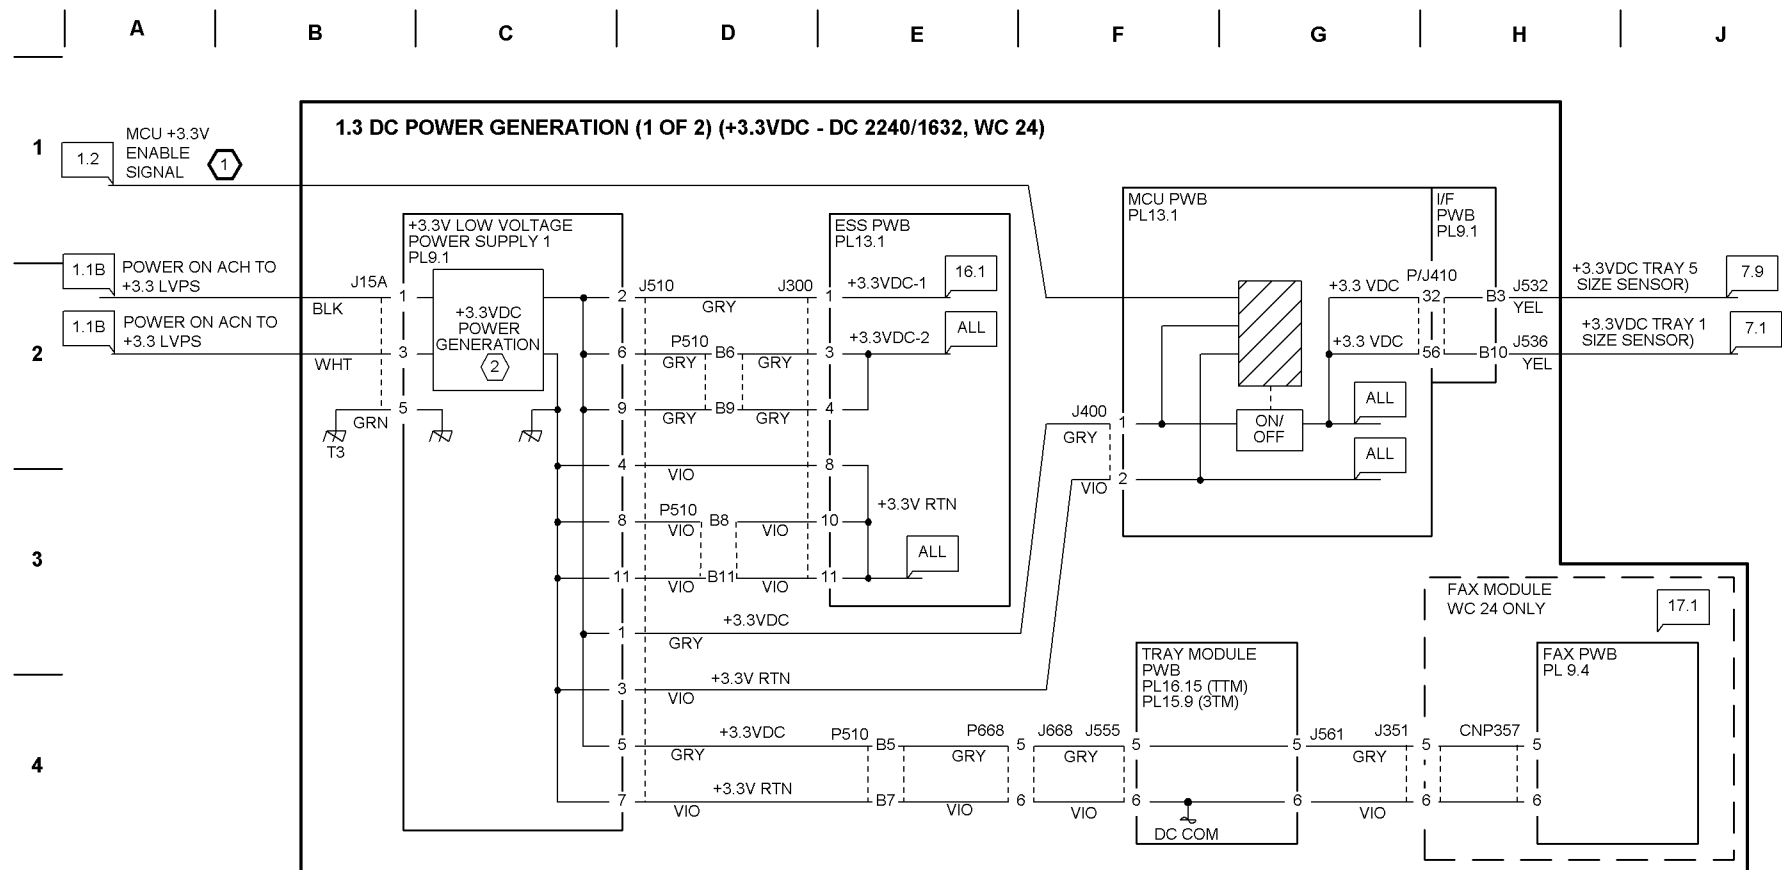 A B C D E F G H J
1.3 DC POWER GENERATION (1 OF 2) (+3.3VDC - DC 2240/1632, WC 24)
1
2
3
4
1.2
MCU +3.3V
ENABLE
SIGNAL
1
1.1B
POWER ON ACH TO
+3.3 LVPS
1.1B
POWER ON ACN TO
+3.3 LVPS
J15A
BLK
WHT
GRN
T3
1
3
5
+3.3V LOW VOLTAGE
POWER SUPPLY 1
PL9.1
+3.3VDC
POWER
GENERATION
2
2 J510 GRY J300 1
6 P510 GRY B6 GRY 3
9 GRY B9 GRY 4
4 VIO 8
8 P510 VIO B8 VIO 10
11 VIO B11 VIO 11
1 GRY +3.3VDC
3 VIO +3.3V RTN
5 GRY +3.3VDC P510 B5 GRY P668 5 J668 GRY J555 5
7 VIO +3.3V RTN B7 VIO 6 VIO 6
ESS PWB
PL13.1
+3.3VDC-1
16.1
+3.3VDC-2
ALL
+3.3V RTN
ALL
MCU PWB
PL13.1
J400
GRY
1
VIO
2
ON/
OFF
ALL
ALL
+3.3 VDC
+3.3 VDC
P/J410
32
56
I/F
PWB
PL9.1
B3
J532
YEL
B10
J536
YEL
+3.3VDC TRAY 5
SIZE SENSOR)
7.9
+3.3VDC TRAY 1
SIZE SENSOR)
7.1
TRAY MODULE
PWB
PL16.15 (TTM)
PL15.9 (3TM)
DC COM
5 J561 GRY J351 5 CNP357 5
6 VIO 6 6
FAX MODULE
WC 24 ONLY
17.1
FAX PWB
PL 9.4